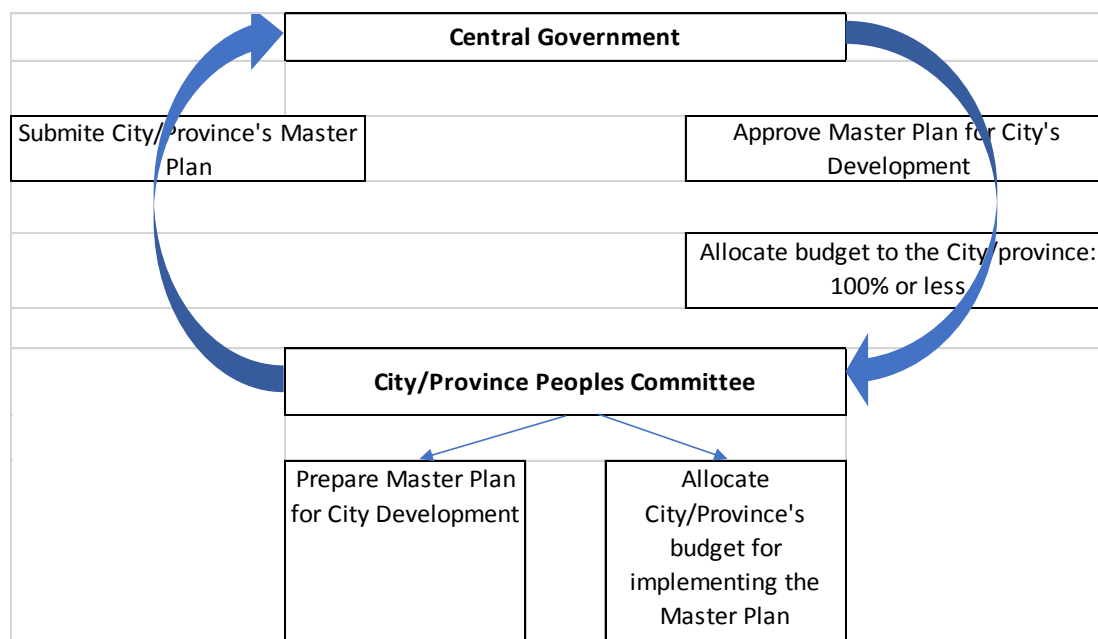 Central Government
Submite City/Province's Master
Plan
Approve Master Plan for City's
Development
Allocate budget to the City/province:
100% or less
City/Province Peoples Committee
Prepare Master Plan
for City Development
Allocate
City/Province's
budget for
implementing the
Master Plan